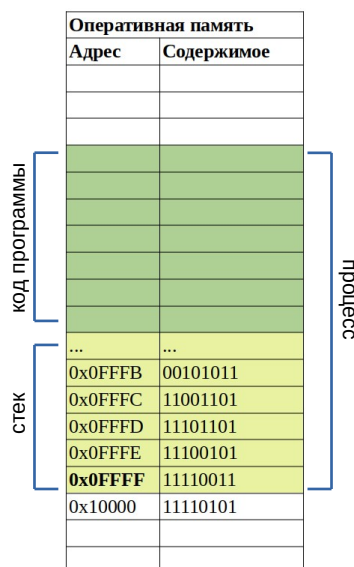 Оперативная память
Адрес Содержимое
код программы
процесс
стек
... ...
0x0FFFB 00101011
0x0FFFC 11001101
0x0FFFD 11101101
0x0FFFE 11100101
0x0FFFF 11110011
0x10000 11110101